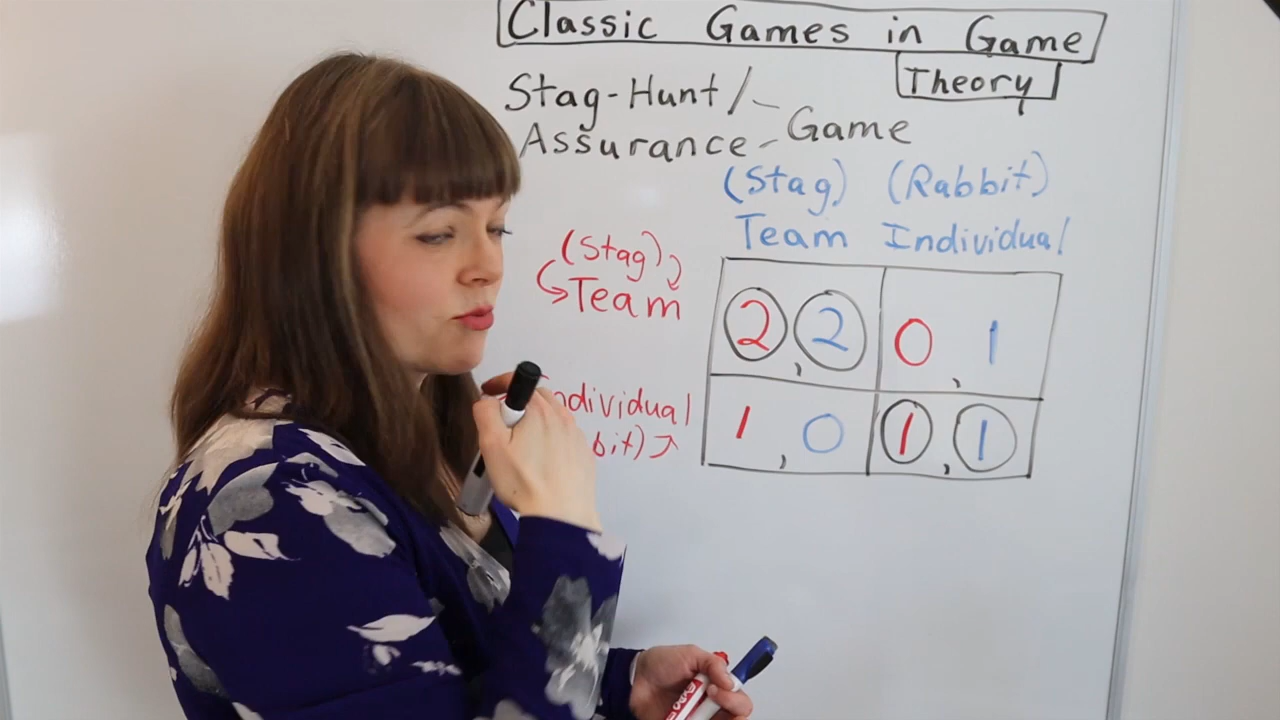 Classic Games in Game
Theory
Stag-Hunt /
Assurance Game
(Stag) (Rabbit)
Team Individual
(Stag)
Team
2, 2 0, 1
ndividual
bit)
1, 0 1, 1